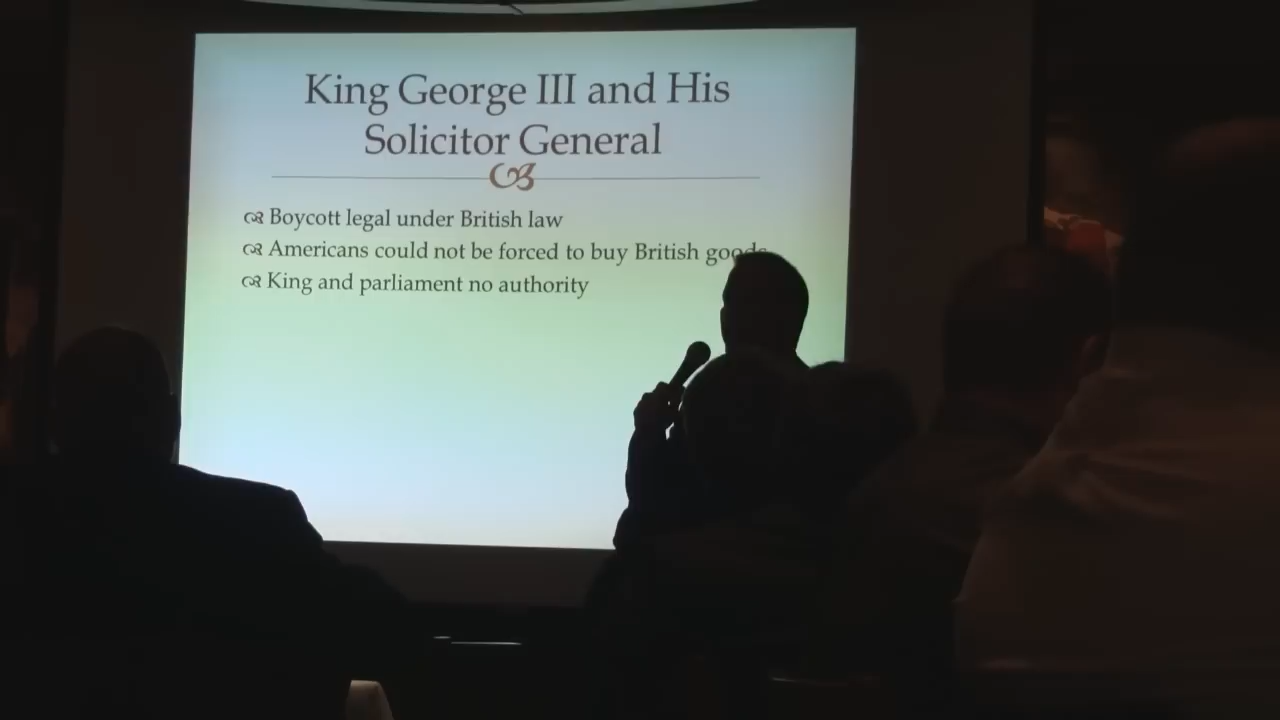 King George III and His
Solicitor General
Boycott legal under British law
Americans could not be forced to buy British goods
King and parliament no authority